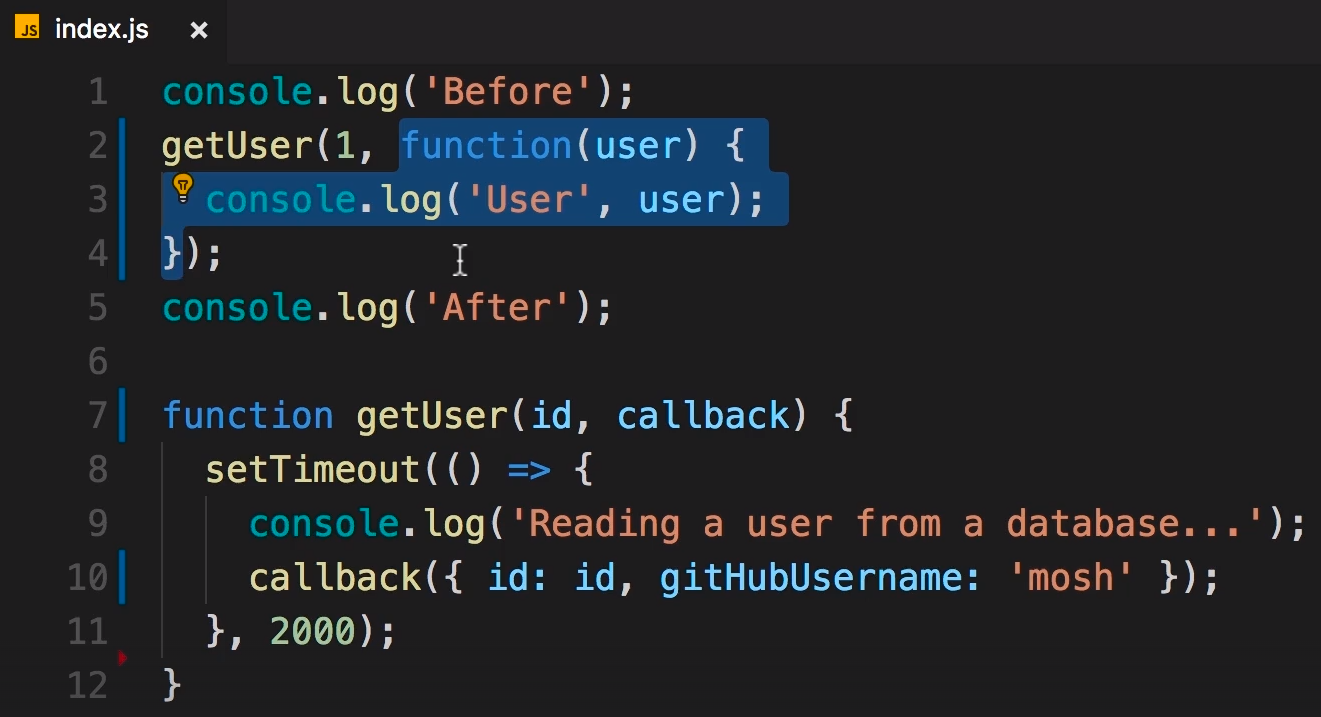 JS index.js ×
1 console.log('Before');
2 getUser(1, function(user) {
3   console.log('User', user);
4 });
5 console.log('After');
6
7 function getUser(id, callback) {
8   setTimeout(() => {
9     console.log('Reading a user from a database...');
10     callback({ id: id, gitHubUsername: 'mosh' });
11   }, 2000);
12 }